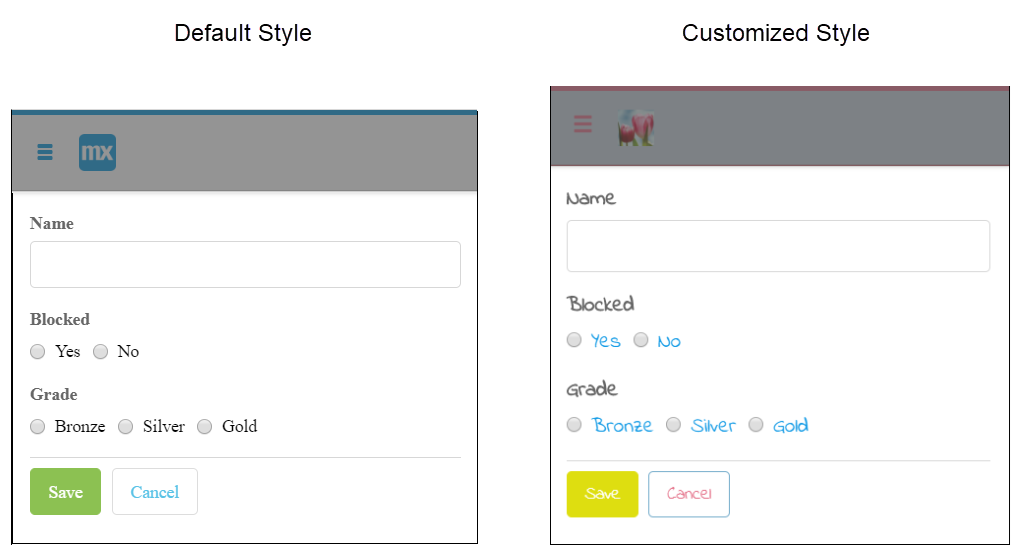 Default Style
Customized Style
mx
Name
Blocked
Yes No
Grade
Bronze Silver Gold
Save Cancel
Name
Blocked
Yes No
Grade
Bronze Silver Gold
Save Cancel